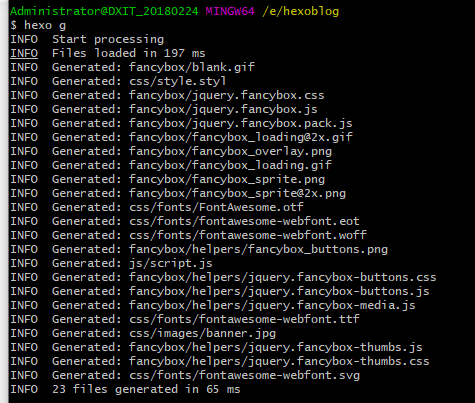 Administrator@DXIT_20180224 MINGW64 /e/hexoblog
$ hexo g
INFO  Start processing
INFO  Files loaded in 197 ms
INFO  Generated: fancybox/blank.gif
INFO  Generated: css/style.styl
INFO  Generated: fancybox/jquery.fancybox.css
INFO  Generated: fancybox/jquery.fancybox.js
INFO  Generated: fancybox/jquery.fancybox.pack.js
INFO  Generated: fancybox/fancybox_loading@2x.gif
INFO  Generated: fancybox/fancybox_overlay.png
INFO  Generated: fancybox/fancybox_loading.gif
INFO  Generated: fancybox/fancybox_sprite.png
INFO  Generated: fancybox/fancybox_sprite@2x.png
INFO  Generated: css/fonts/FontAwesome.otf
INFO  Generated: css/fonts/fontawesome-webfont.eot
INFO  Generated: css/fonts/fontawesome-webfont.woff
INFO  Generated: fancybox/helpers/fancybox_buttons.png
INFO  Generated: js/script.js
INFO  Generated: fancybox/helpers/jquery.fancybox-buttons.css
INFO  Generated: fancybox/helpers/jquery.fancybox-buttons.js
INFO  Generated: fancybox/helpers/jquery.fancybox-media.js
INFO  Generated: css/fonts/fontawesome-webfont.ttf
INFO  Generated: css/images/banner.jpg
INFO  Generated: fancybox/helpers/jquery.fancybox-thumbs.js
INFO  Generated: fancybox/helpers/jquery.fancybox-thumbs.css
INFO  Generated: css/fonts/fontawesome-webfont.svg
INFO  23 files generated in 65 ms